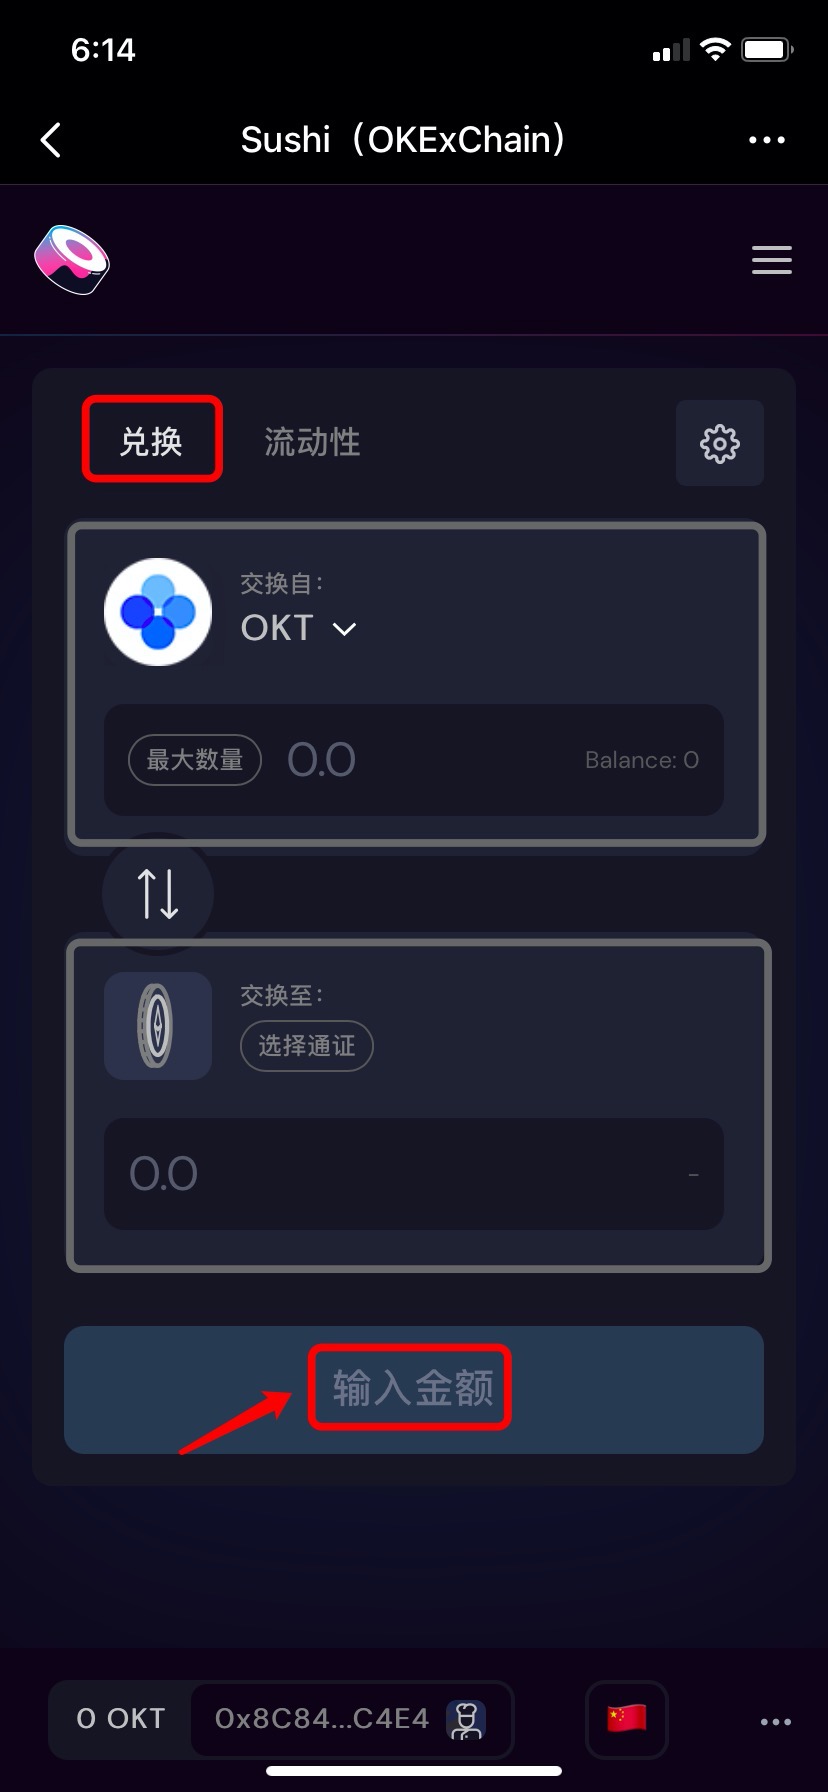 6:14
Sushi（OKExChain）
兑换
流动性
交换自：
OKT
最大数量
0.0
Balance: 0
交换至：
选择通证
0.0
-
输入金额
0 OKT
0x8C84...C4E4